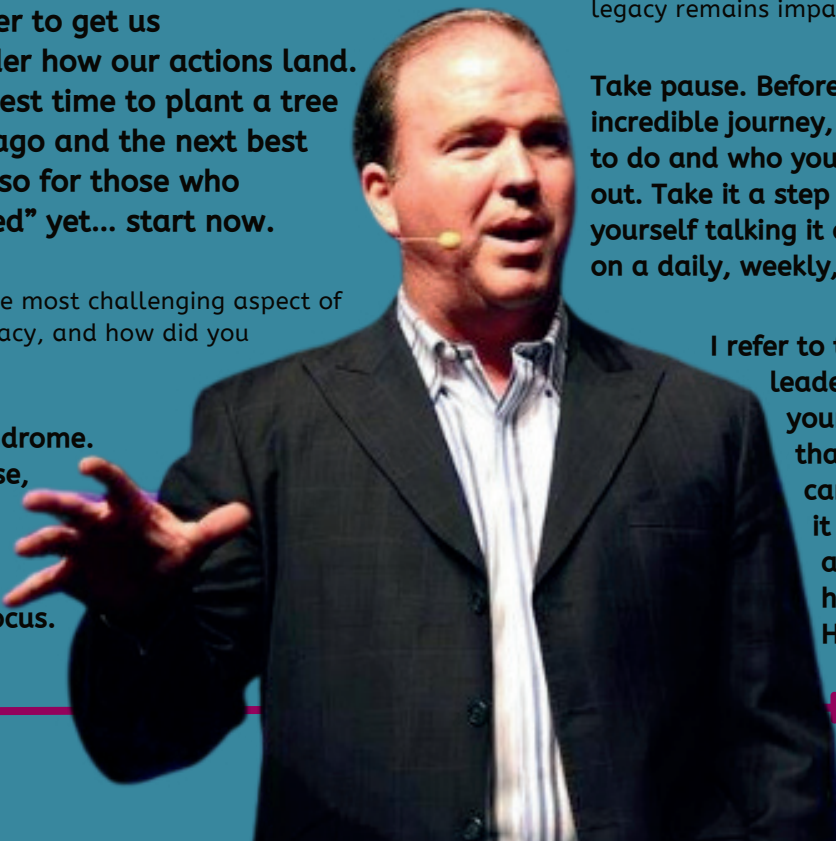 er to get us
der how our actions land.
est time to plant a tree
ago and the next best
so for those who
ed” yet... start now.
e most challenging aspect of
acy, and how did you
drome.
se,
ocus.
legacy remains impa
Take pause. Before
incredible journey,
to do and who you
out. Take it a step
yourself talking it
on a daily, weekly,
I refer to
leade
you
tha
ca
it
a
h
H